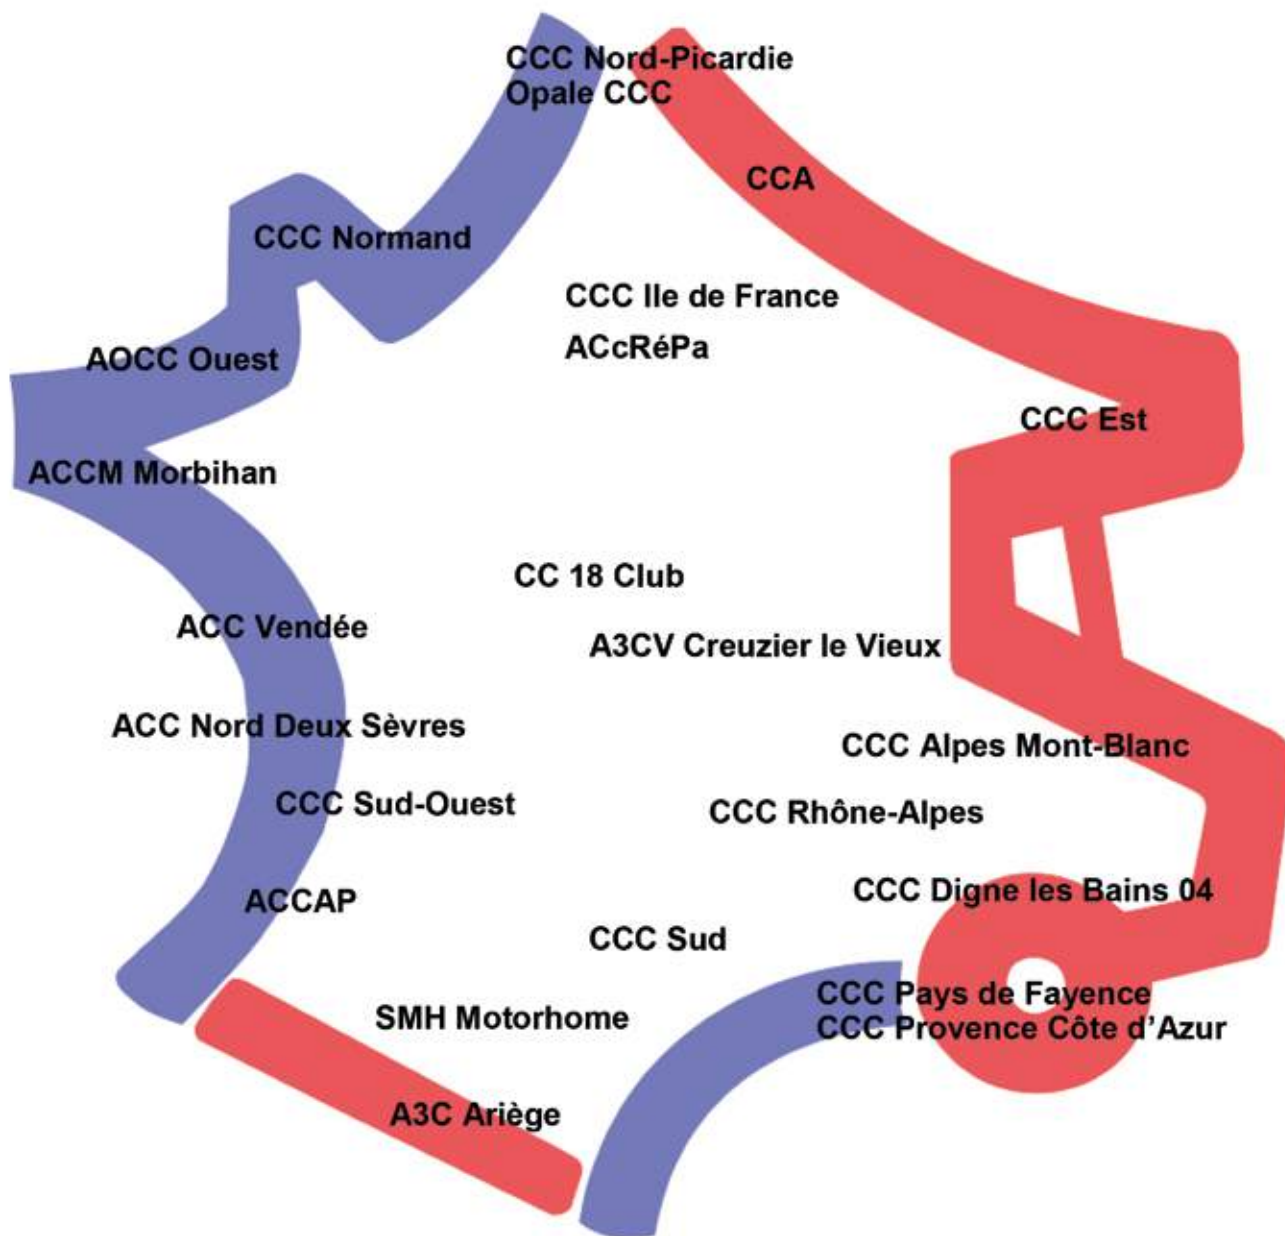 CCC Nord-Picardie
Opale CCC
CCA
CCC Normand
CCC Ile de France
ACcRéPa
AOCC Ouest
CCC Est
ACCM Morbihan
CC 18 Club
ACC Vendée
A3CV Creuzier le Vieux
ACC Nord Deux Sèvres
CCC Alpes Mont-Blanc
CCC Sud-Ouest
CCC Rhône-Alpes
CCC Digne les Bains 04
ACCAP
CCC Sud
CCC Pays de Fayence
CCC Provence Côte d'Azur
SMH Motorhome
A3C Ariège